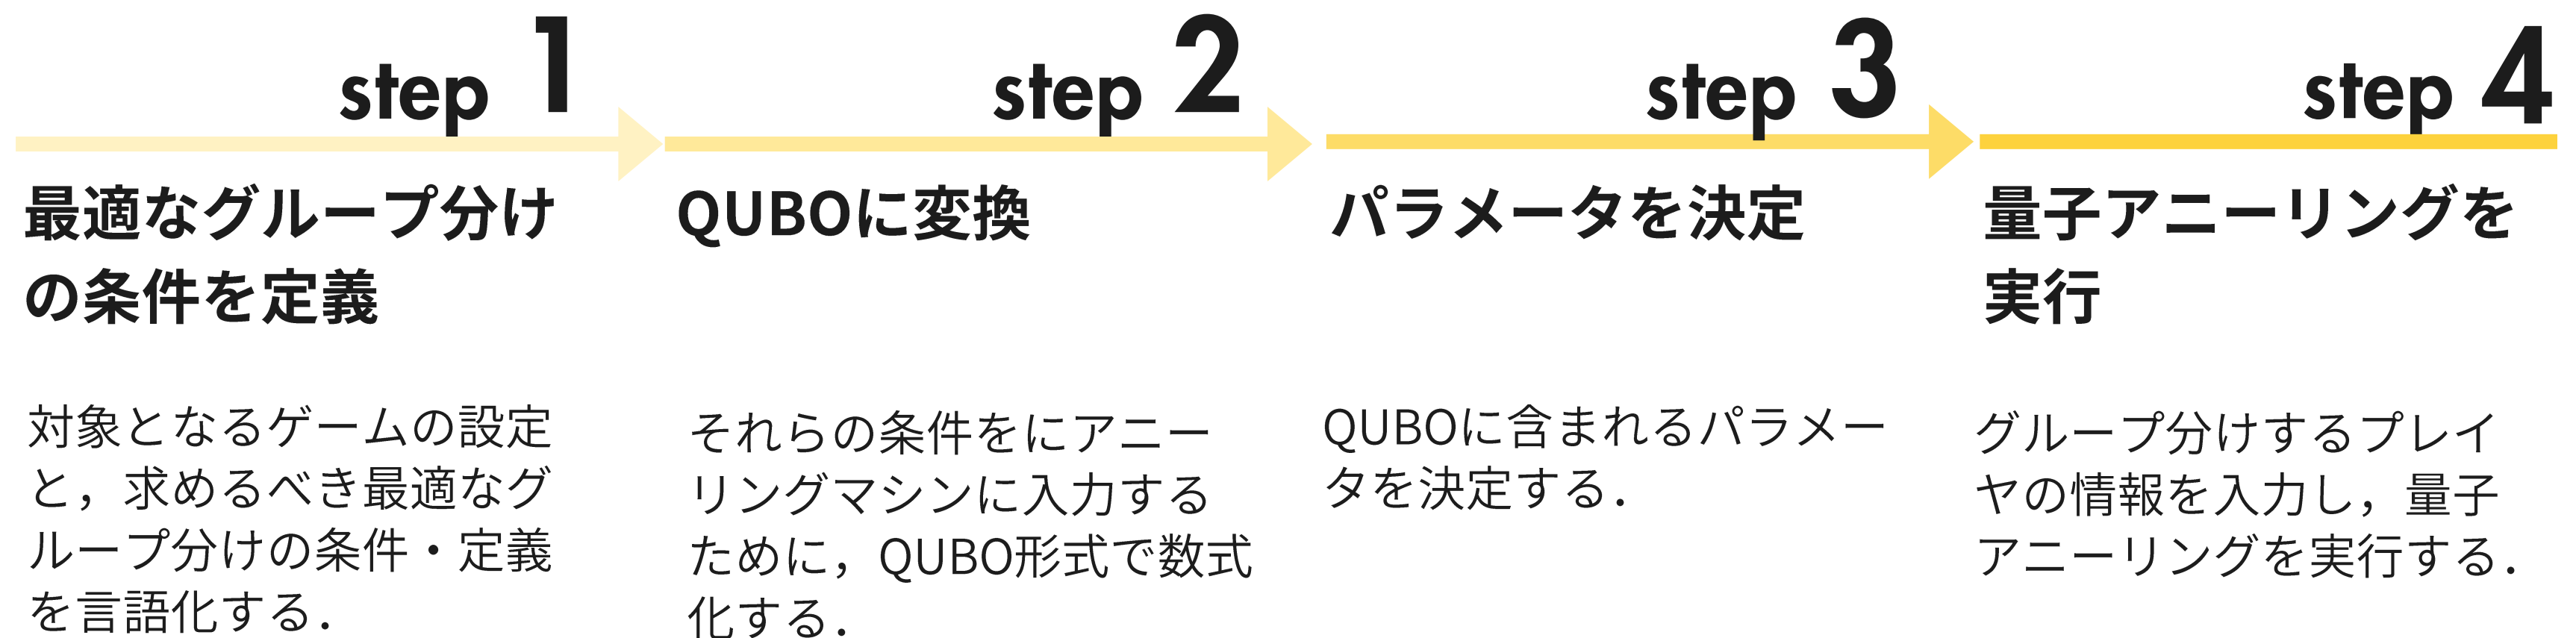 step 1
最適なグループ分け
の条件を定義
対象となるゲームの設定
と，求めるべき最適なグ
ループ分けの条件・定義
を言語化する．
step 2
QUBOに変換
それらの条件をにアニー
リングマシンに入力する
ために，QUBO形式で数式
化する．
step 3
パラメータを決定
QUBOに含まれるパラメー
タを決定する．
step 4
量子アニーリングを
実行
グループ分けするプレイ
ヤの情報を入力し，量子
アニーリングを実行する．